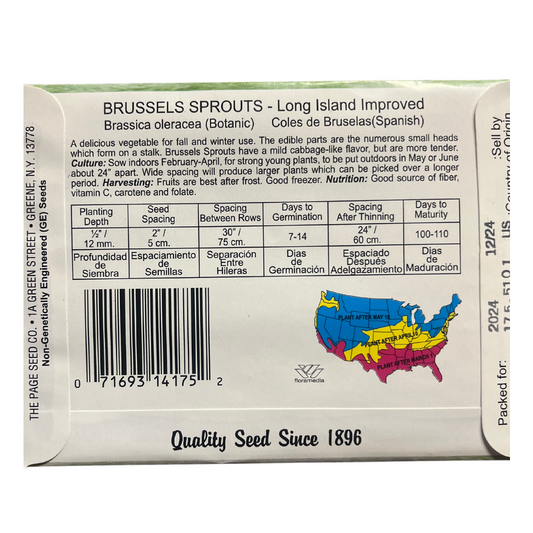 BRUSSELS SPROUTS - Long Island Improved
Brassica oleracea (Botanic) Coles de Bruselas(Spanish)
A delicious vegetable for fall and winter use. The edible parts are the numerous small heads
which form on a stalk. Brussels Sprouts have a mild cabbage-like flavor, but are more tender.
Culture: Sow indoors February-April, for strong young plants, to be put outdoors in May or June
about 24" apart. Wide spacing will produce larger plants which can be picked over a longer
period. Harvesting: Fruits are best after frost. Good freezer. Nutrition: Good source of fiber,
vitamin C, carotene and folate.
Planting Seed Spacing Days to Spacing Days to
Depth Spacing Between Rows Germination After Thinning Maturity
½" / 2" / 30" / 7-14 24" / 100-110
12 mm. 5 cm. 75 cm. 60 cm.
Profundidad Espaciamiento Separación Dias Espaciado Dias
de de Entre de Después de
Siembra Semillas Hileras Germinación Adelgazamiento Maduración
PLANT AFTER MAY 10
PLANT AFTER APRIL 10
PLANT AFTER MARCH 1
floramedia
0 71693 14175 2
Quality Seed Since 1896
THE PAGE SEED CO. • 1A GREEN STREET • GREENE, N.Y. 13778
Non-Genetically Engineered (GE) Seeds
Packed for: 2024 12/24 :Sell by
US :Country of Origin